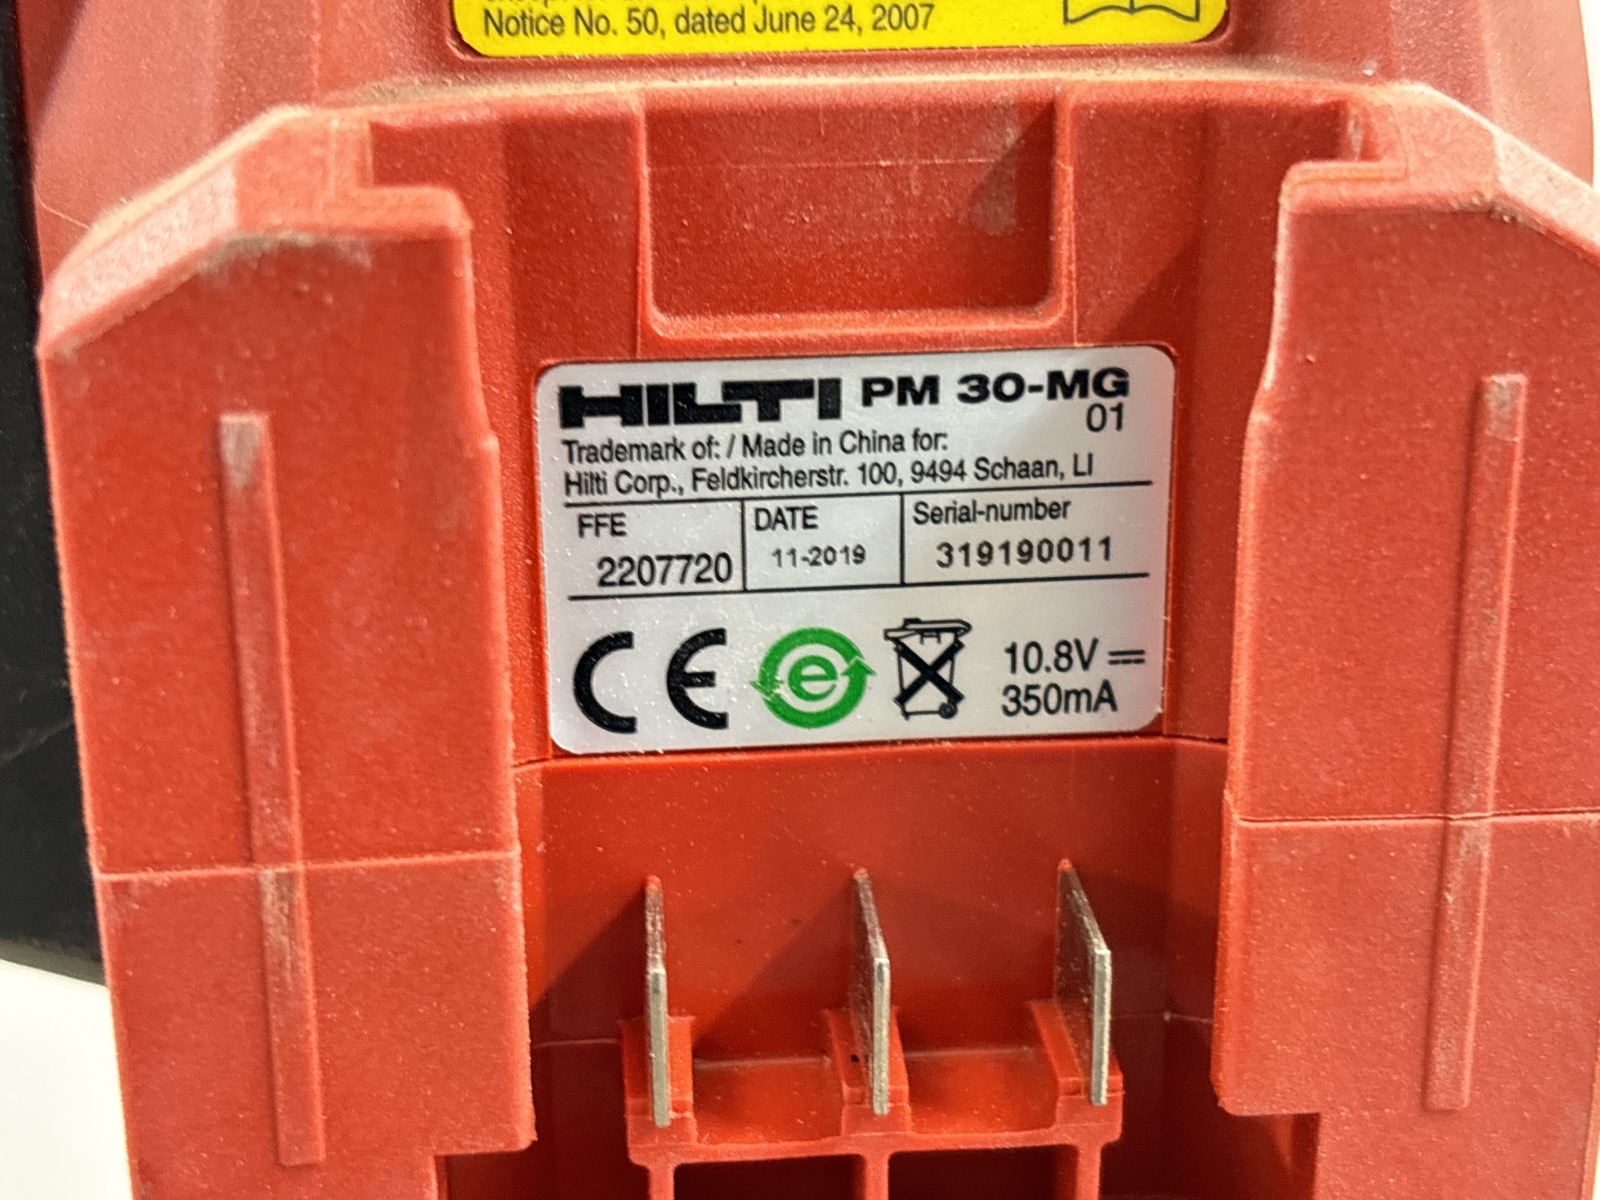 Notice No. 50, dated June 24, 2007
HILTI PM 30-MG
01
Trademark of: / Made in China for:
Hilti Corp., Feldkircherstr. 100, 9494 Schaan, LI
FFE DATE Serial-number
2207720 11-2019 319190011
CE e 10.8V ⎓
350mA